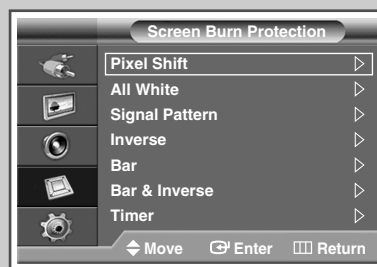 Screen Burn Protection
Pixel Shift
All White
Signal Pattern
Inverse
Bar
Bar & Inverse
Timer
Move Enter Return